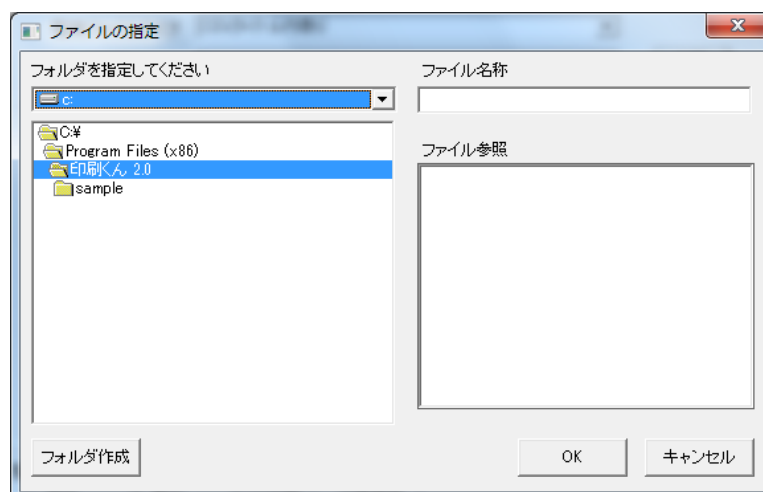 ファイルの指定
フォルダを指定してください
c:
C:¥
Program Files (x86)
印刷くん 2.0
sample
フォルダ作成
ファイル名称
ファイル参照
OK
キャンセル